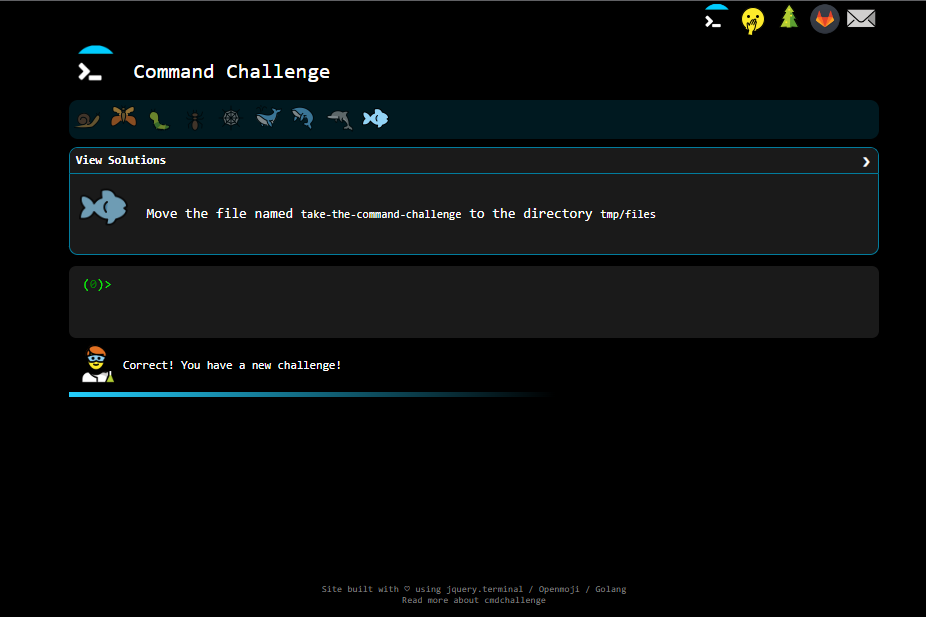 Command Challenge
View Solutions
Move the file named take-the-command-challenge to the directory tmp/files
(0)>
Correct! You have a new challenge!
Site built with ♡ using jquery.terminal / Openmoji / Golang
Read more about cmdchallenge